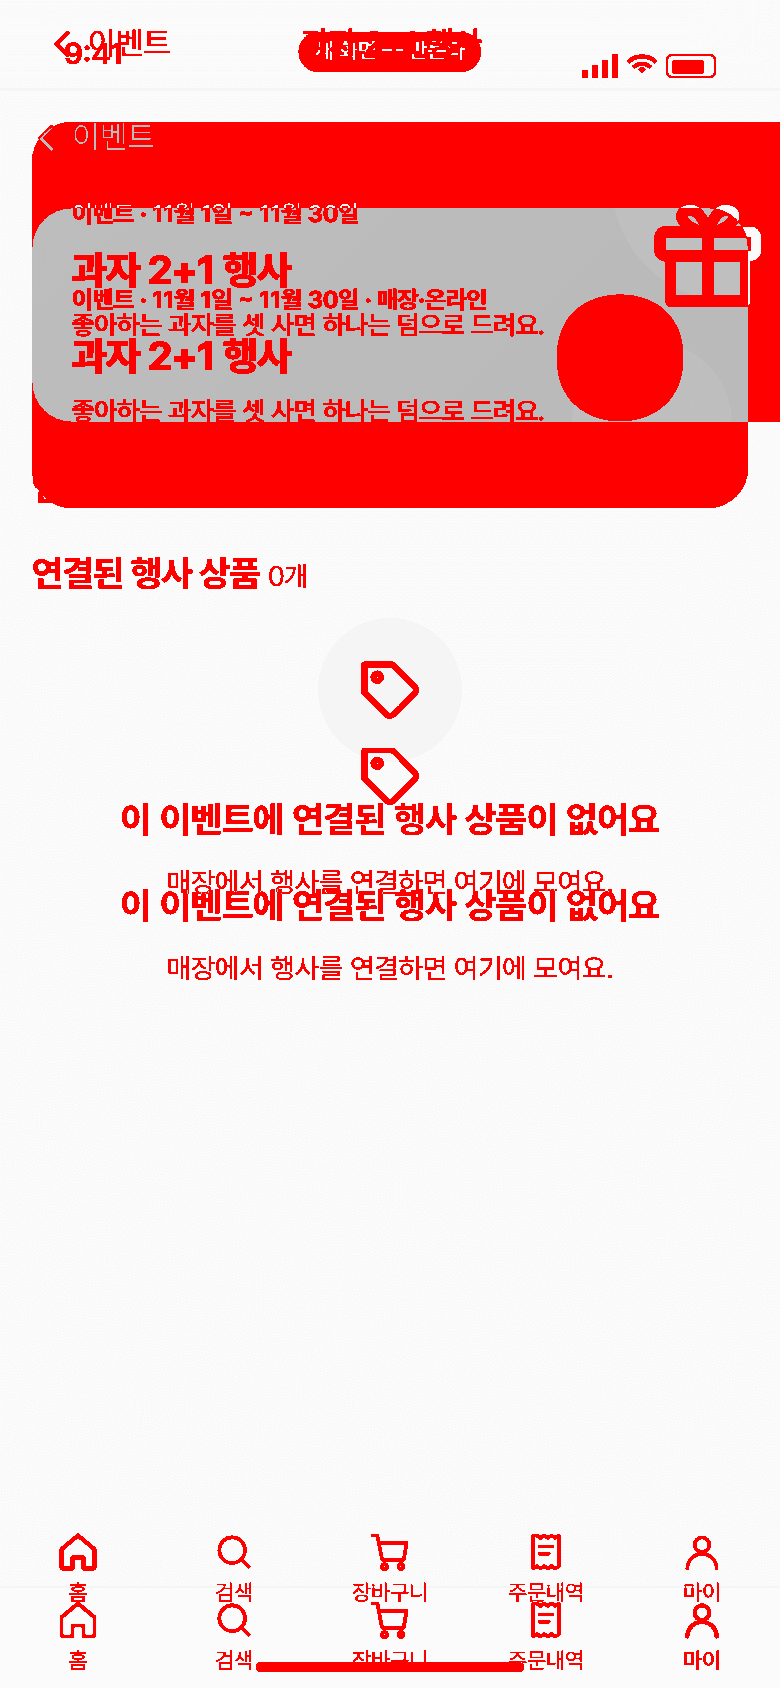 이벤트
9:41
이벤트
이벤트 · 11월 1일 ~ 11월 30일
과자 2+1 행사
이벤트 · 11월 1일 ~ 11월 30일 · 매장·온라인
좋아하는 과자를 셋 사면 하나는 덤으로 드려요.
과자 2+1 행사
좋아하는 과자를 셋 사면 하나는 덤으로 드려요.
연결된 행사 상품 0개
이 이벤트에 연결된 행사 상품이 없어요
매장에서 행사를 연결하면 여기에 모여요.
이 이벤트에 연결된 행사 상품이 없어요
매장에서 행사를 연결하면 여기에 모여요.
홈 검색 장바구니 주문내역 마이
홈 검색 장바구니 주문내역 마이